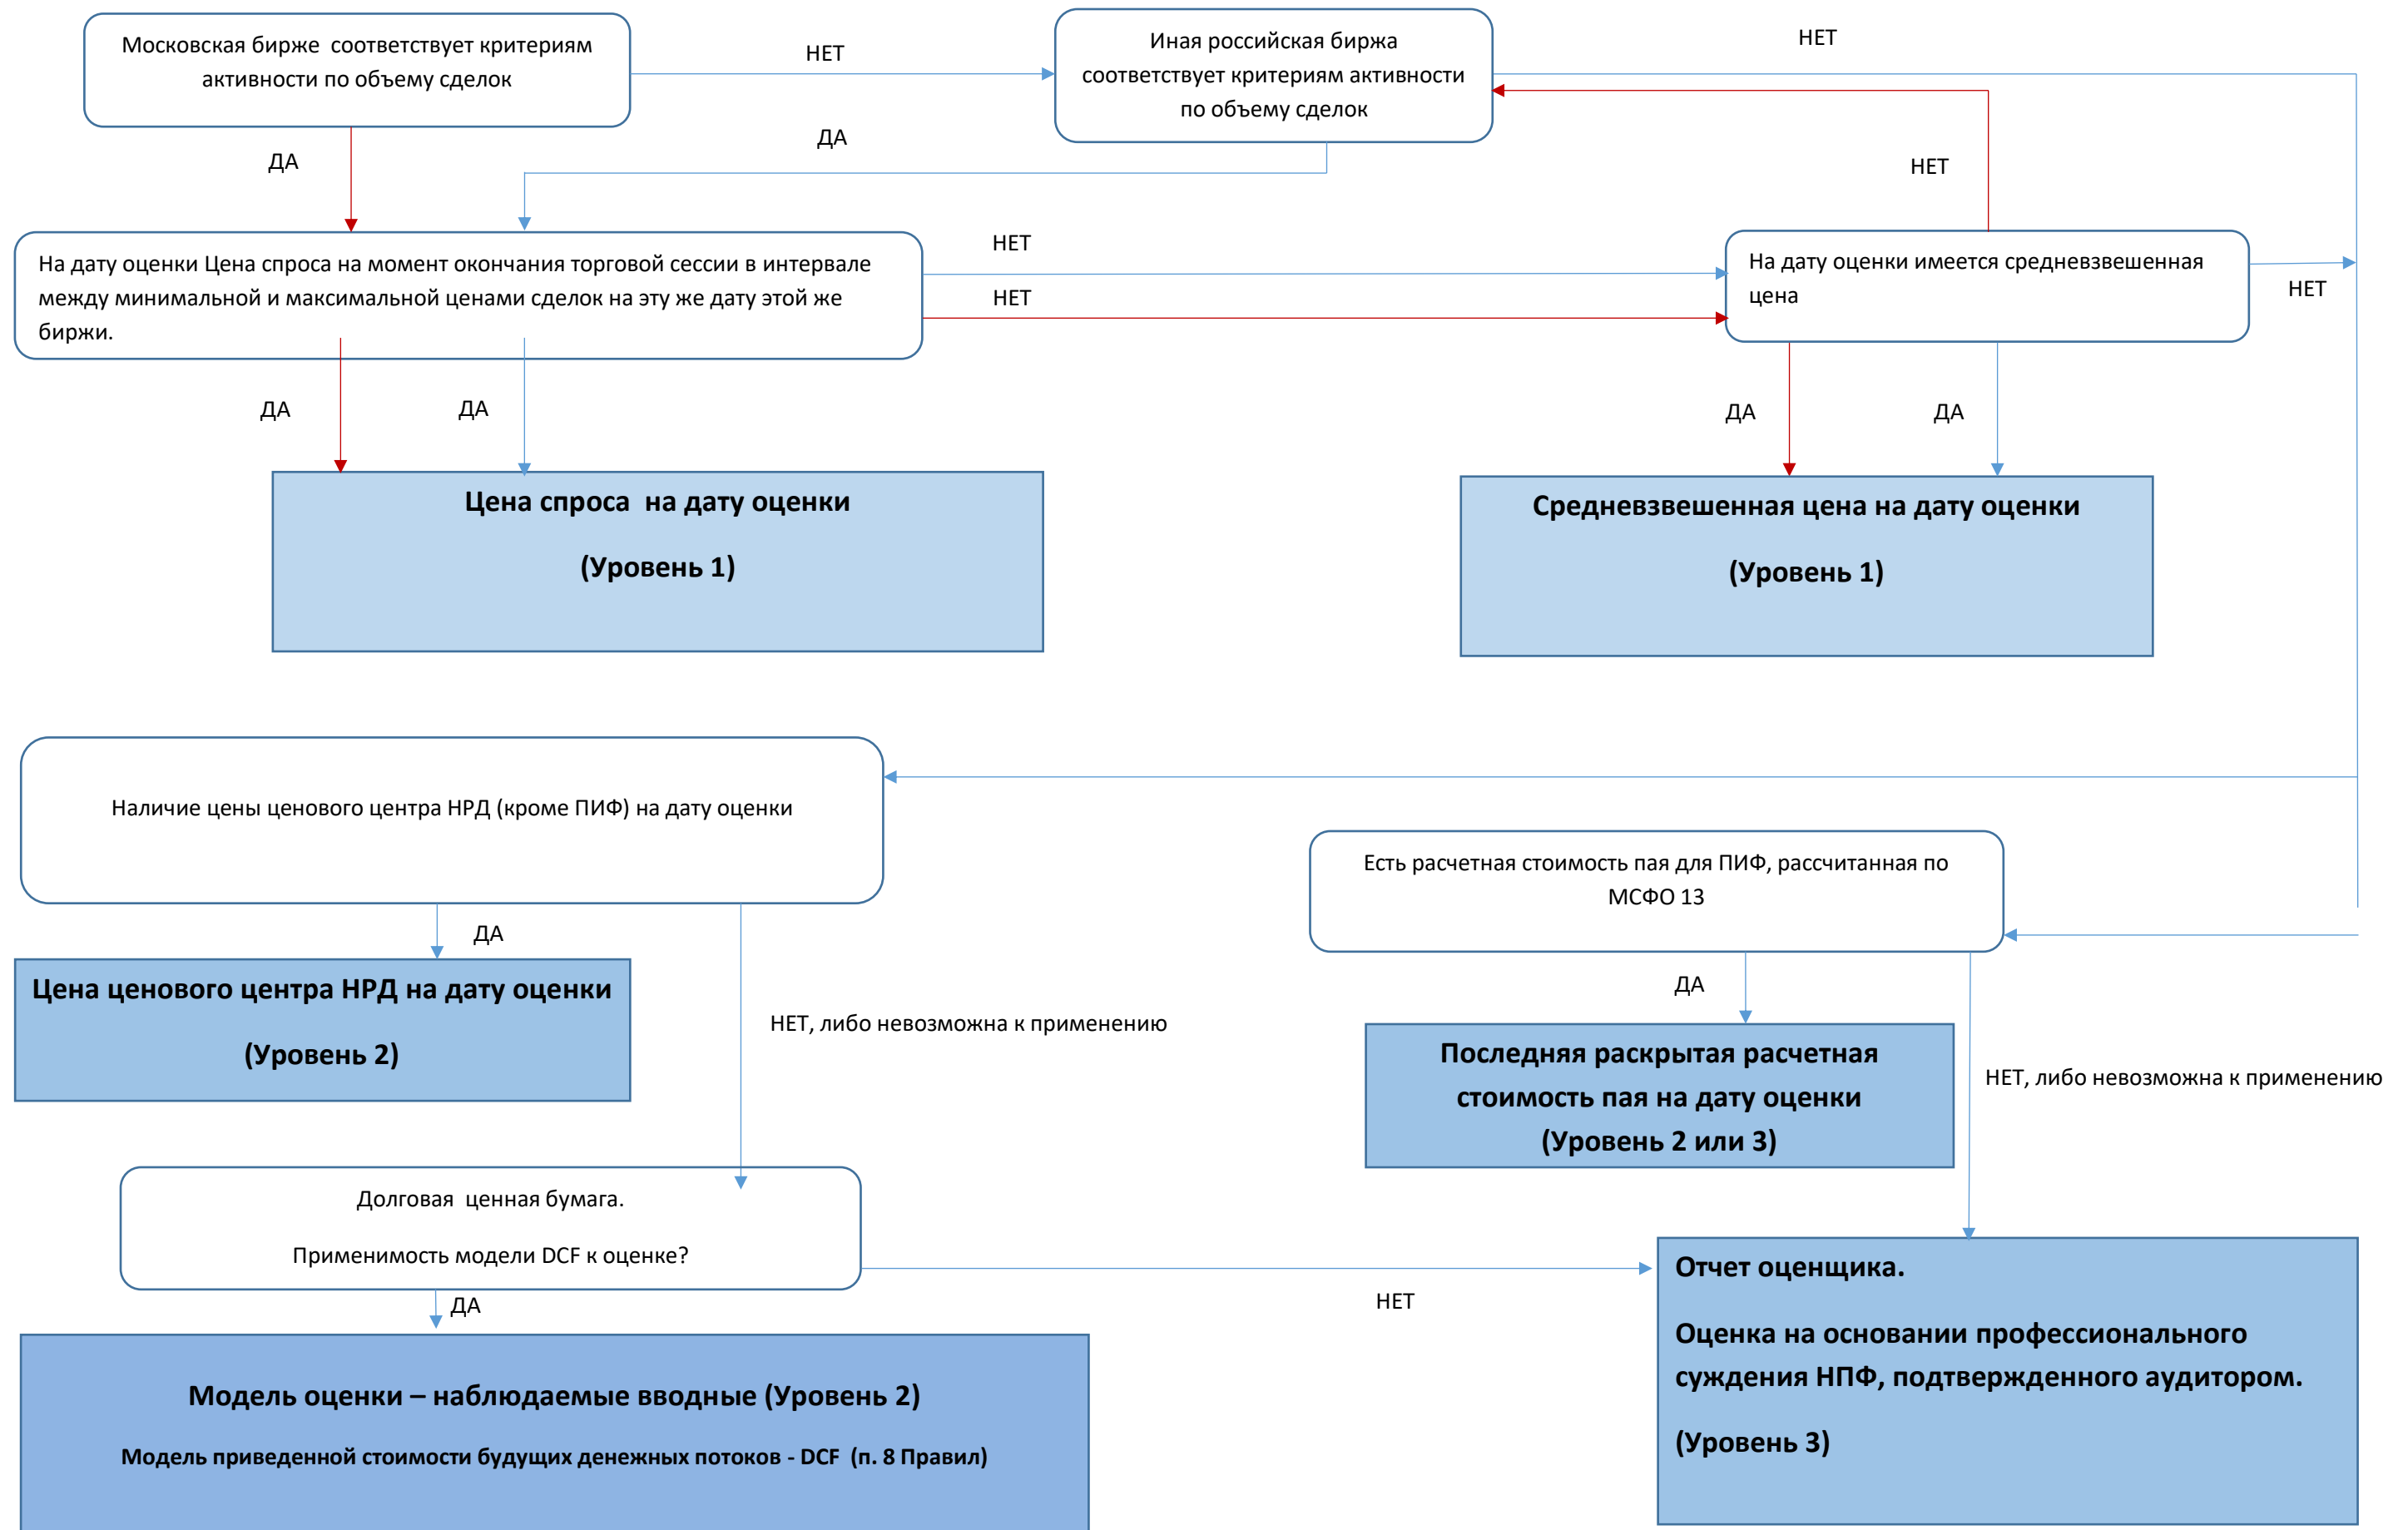 Московская бирже соответствует критериям
активности по объему сделок
НЕТ
Иная российская биржа
соответствует критериям активности
по объему сделок
НЕТ
ДА
ДА
НЕТ
На дату оценки Цена спроса на момент окончания торговой сессии в интервале
между минимальной и максимальной ценами сделок на эту же дату этой же
биржи.
НЕТ
НЕТ
На дату оценки имеется средневзвешенная
цена
НЕТ
ДА
ДА
ДА
ДА
Цена спроса на дату оценки
(Уровень 1)
Средневзвешенная цена на дату оценки
(Уровень 1)
Наличие цены ценового центра НРД (кроме ПИФ) на дату оценки
Есть расчетная стоимость пая для ПИФ, рассчитанная по
МСФО 13
ДА
Цена ценового центра НРД на дату оценки
(Уровень 2)
НЕТ, либо невозможна к применению
ДА
Последняя раскрытая расчетная
стоимость пая на дату оценки
(Уровень 2 или 3)
НЕТ, либо невозможна к применению
Долговая ценная бумага.
Применимость модели DCF к оценке?
ДА
НЕТ
Отчет оценщика.
Оценка на основании профессионального
суждения НПФ, подтвержденного аудитором.
(Уровень 3)
Модель оценки – наблюдаемые вводные (Уровень 2)
Модель приведенной стоимости будущих денежных потоков - DCF (п. 8 Правил)